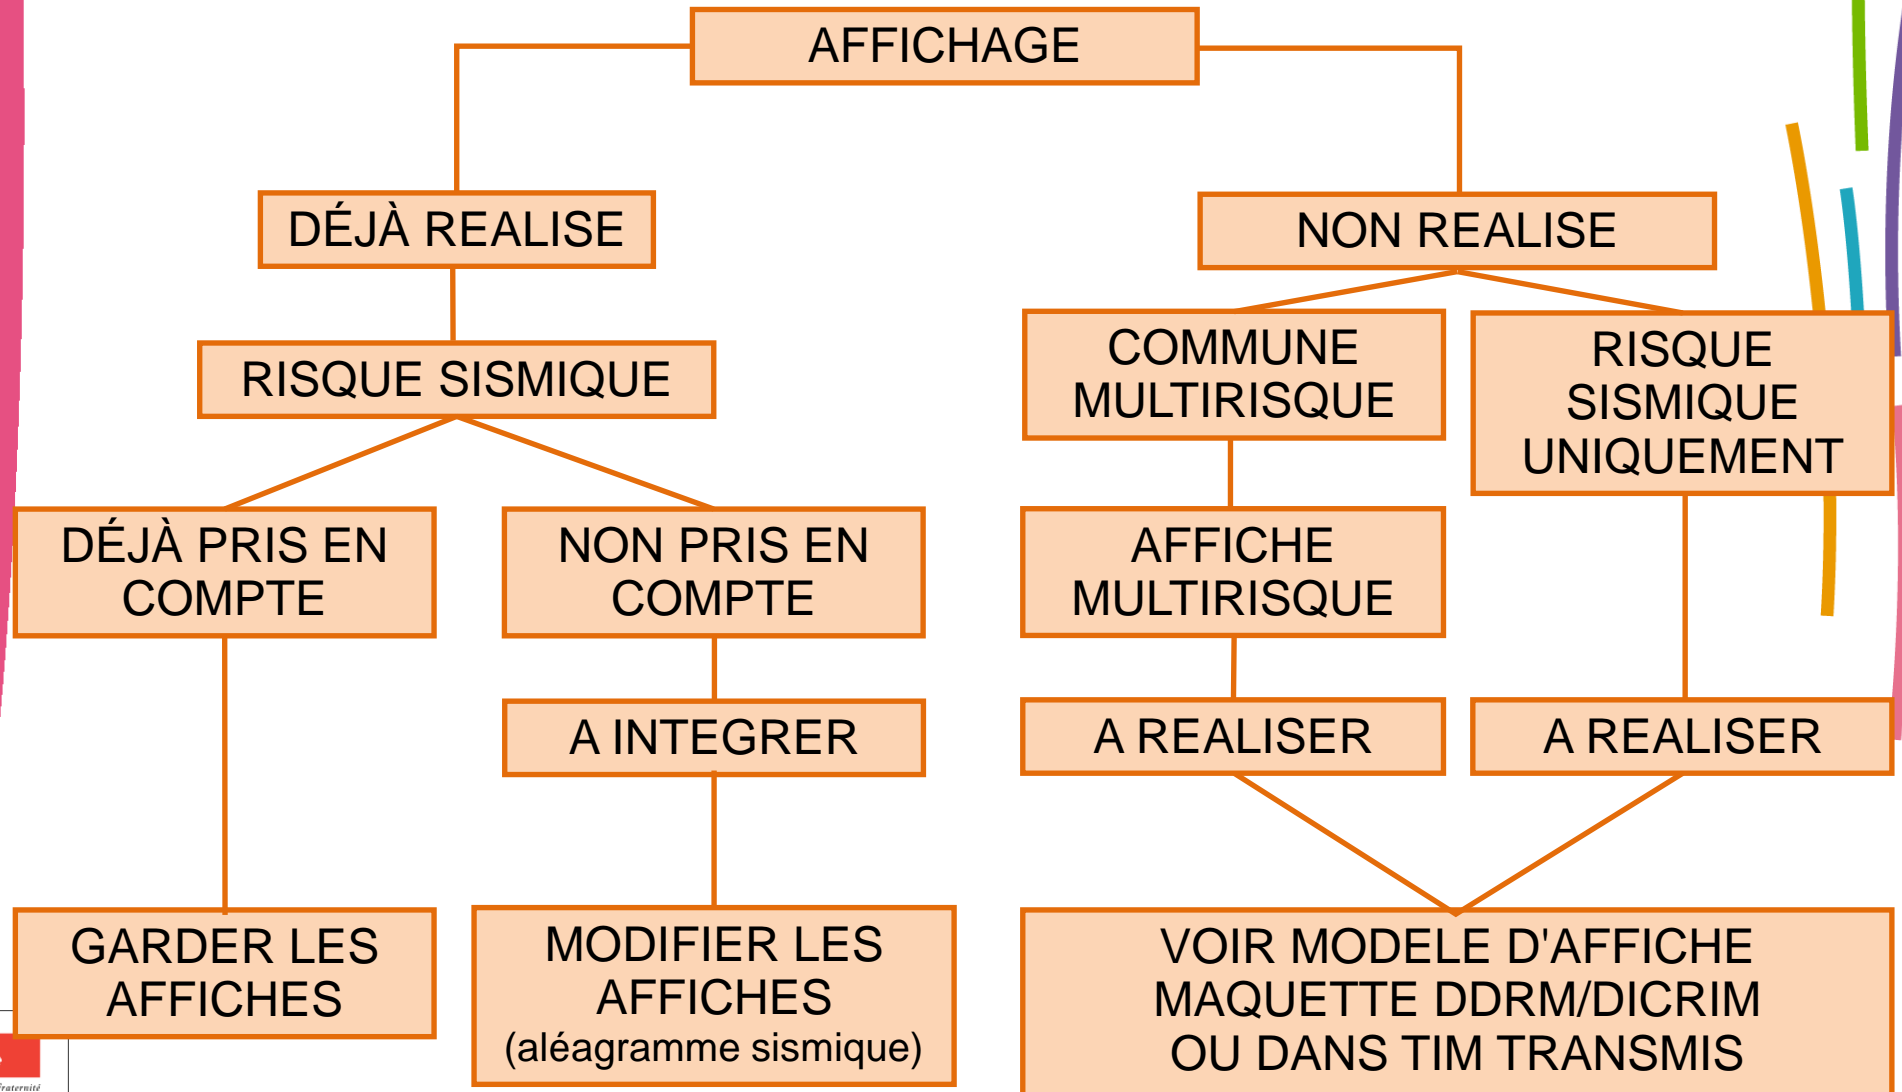 AFFICHAGE
DÉJÀ REALISE
NON REALISE
RISQUE SISMIQUE
COMMUNE
MULTIRISQUE
RISQUE
SISMIQUE
UNIQUEMENT
DÉJÀ PRIS EN
COMPTE
NON PRIS EN
COMPTE
AFFICHE
MULTIRISQUE
A INTEGRER
A REALISER
A REALISER
GARDER LES
AFFICHES
MODIFIER LES
AFFICHES
(aléagramme sismique)
VOIR MODELE D'AFFICHE
MAQUETTE DDRM/DICRIM
OU DANS TIM TRANSMIS